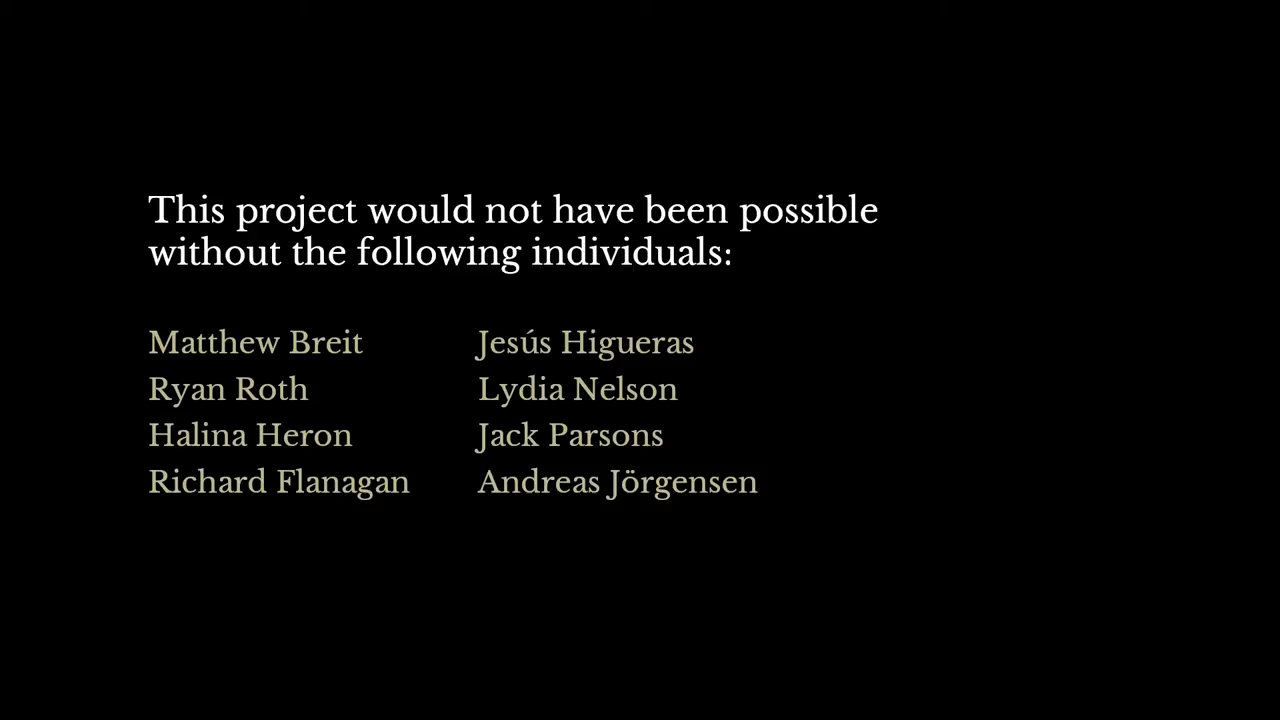 This project would not have been possible
without the following individuals:
Matthew Breit
Ryan Roth
Halina Heron
Richard Flanagan
Jesús Higueras
Lydia Nelson
Jack Parsons
Andreas Jörgensen